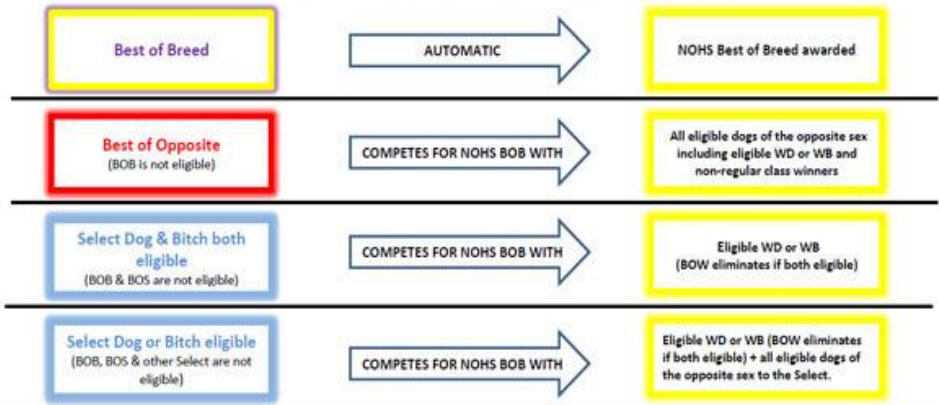 Best of Breed
AUTOMATIC
NOHS Best of Breed awarded
Best of Opposite
(BOB is not eligible)
COMPETES FOR NOHS BOB WITH
All eligible dogs of the opposite sex
including eligible WD or WB and
non-regular class winners
Select Dog & Bitch both
eligible
(BOB & BOS are not eligible)
COMPETES FOR NOHS BOB WITH
Eligible WD or WB
(BOW eliminates if both eligible)
Select Dog or Bitch eligible
(BOB, BOS & other Select are not
eligible)
COMPETES FOR NOHS BOB WITH
Eligible WD or WB (BOW eliminates
if both eligible) + all eligible dogs of
the opposite sex to the Select.